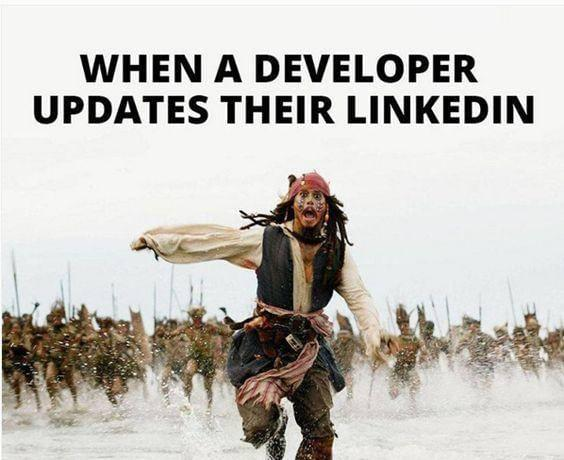 WHEN A DEVELOPER
UPDATES THEIR LINKEDIN